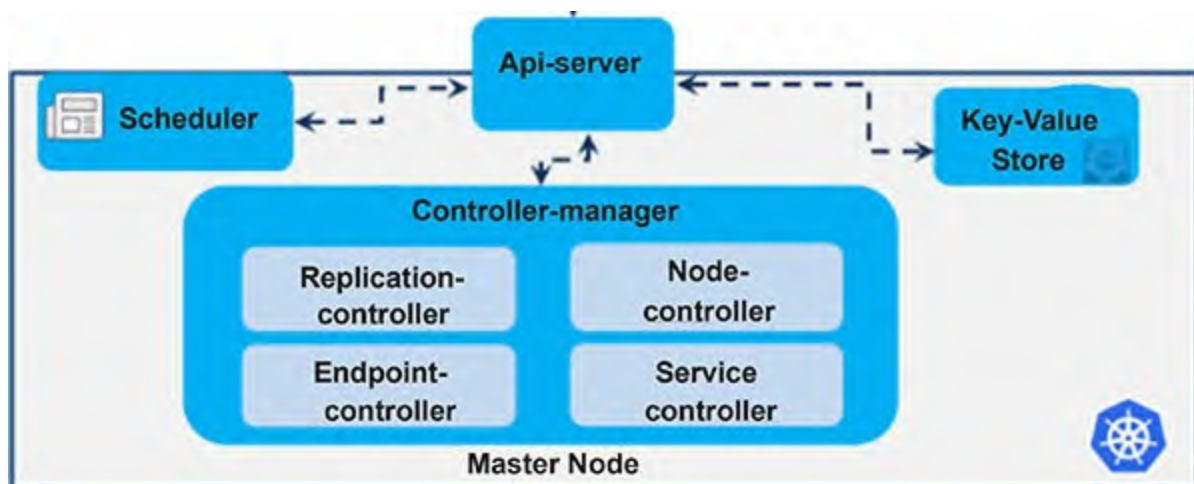 Api-server
Scheduler
Key-Value
Store
Controller-manager
Replication-
controller
Node-
controller
Endpoint-
controller
Service
controller
Master Node